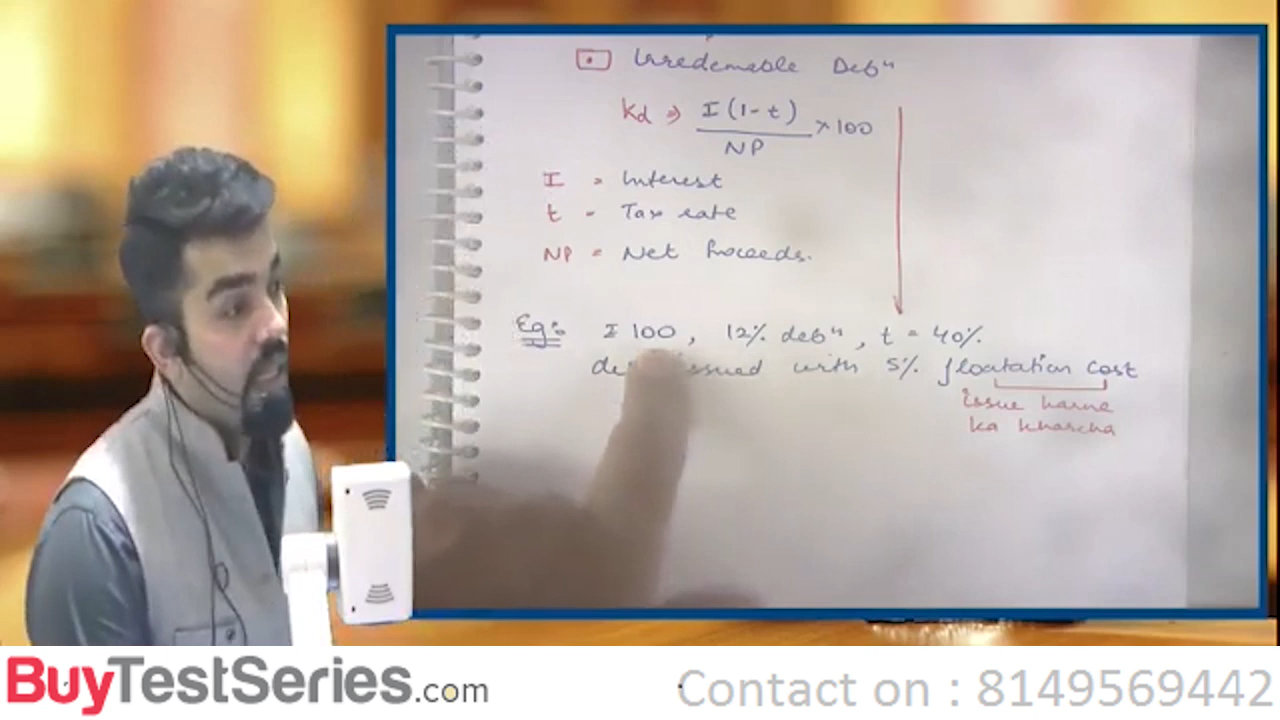 Irredemable Debⁿ
Kd ⇒ I (1-t) / NP × 100
I = Interest
t - Tax rate
NP = Net Proceeds.
Eg:- I 100, 12% debⁿ, t = 40%.
issued with 5% floatation cost
Issue karne
ka kharcha
BuyTestSeries.com
Contact on : 8149569442